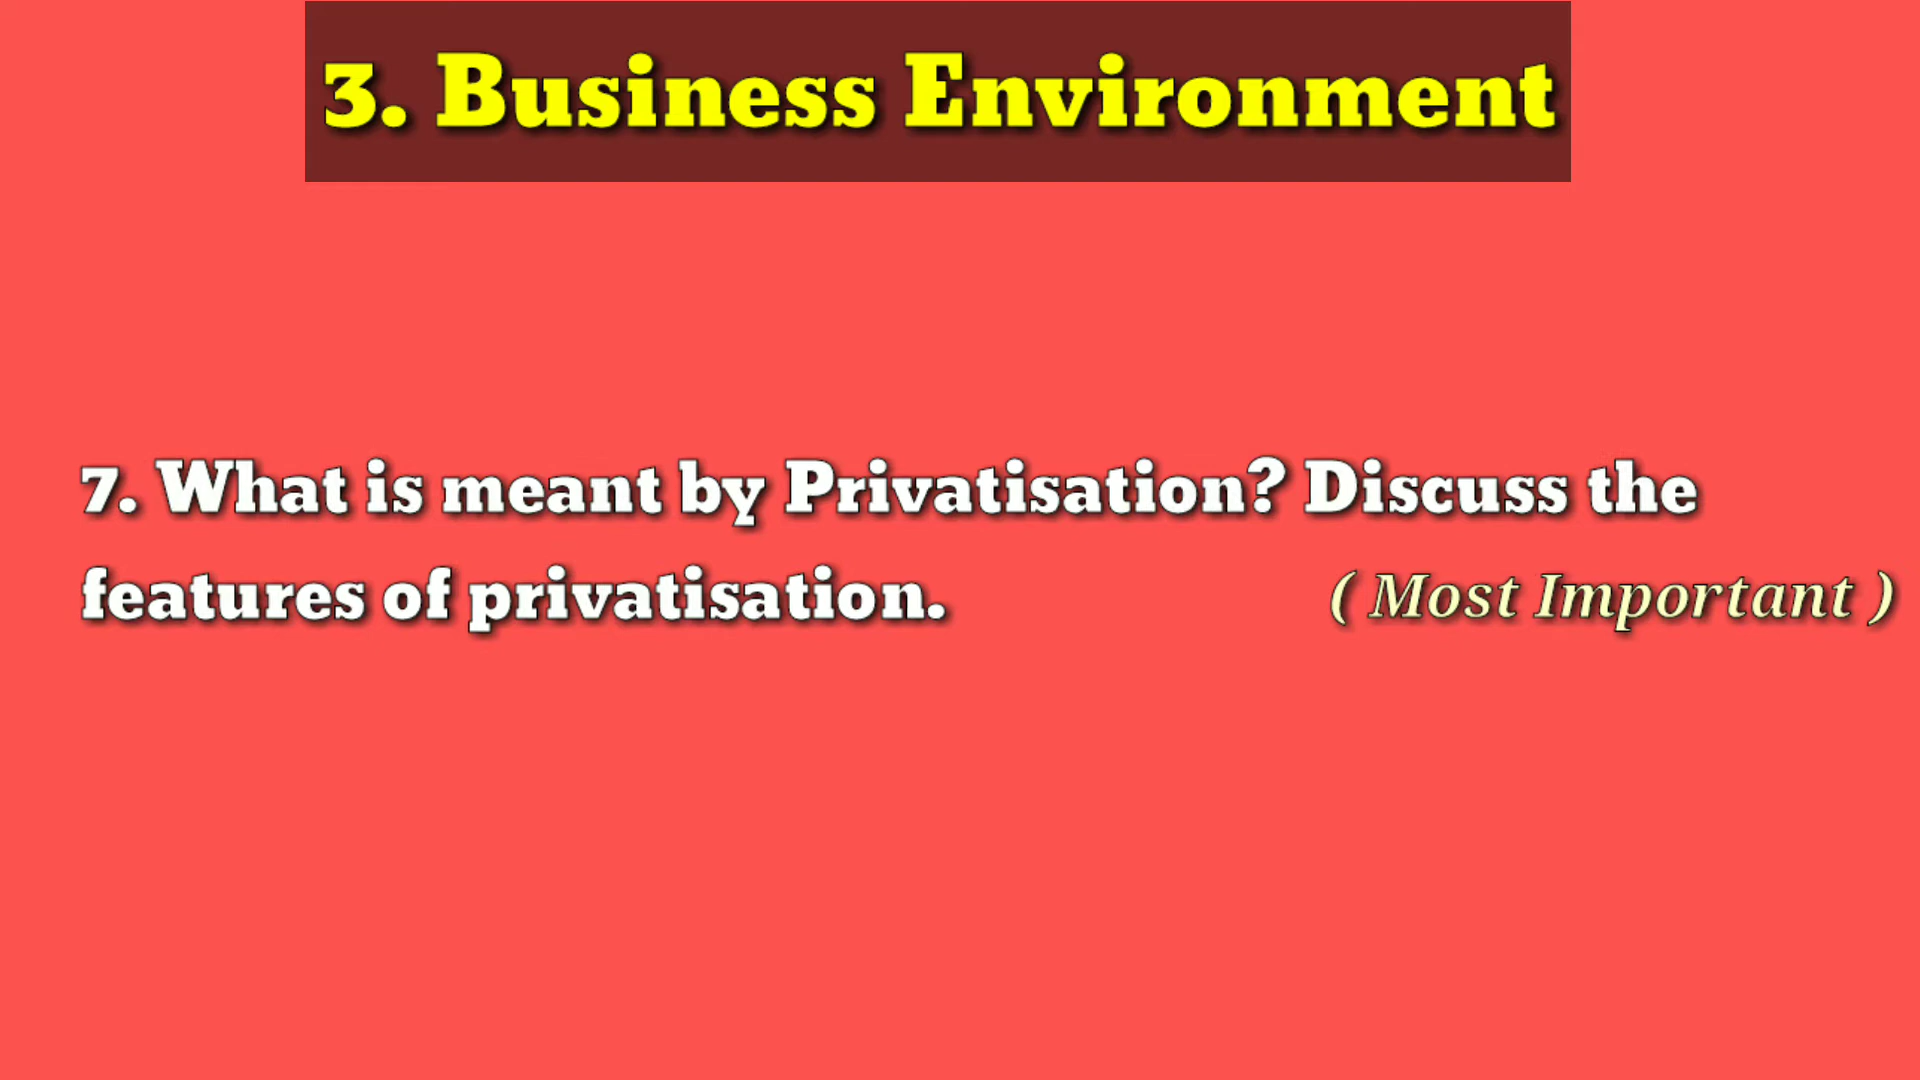 3. Business Environment
7. What is meant by Privatisation? Discuss the
features of privatisation. ( Most Important )